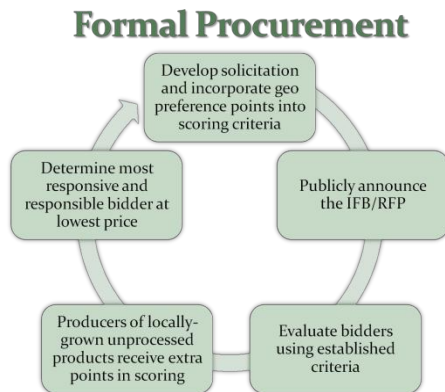 Formal Procurement
Develop solicitation
and incorporate geo
preference points into
scoring criteria
Publicly announce
the IFB/RFP
Evaluate bidders
using established
criteria
Producers of locally-
grown unprocessed
products receive extra
points in scoring
Determine most
responsive and
responsible bidder at
lowest price